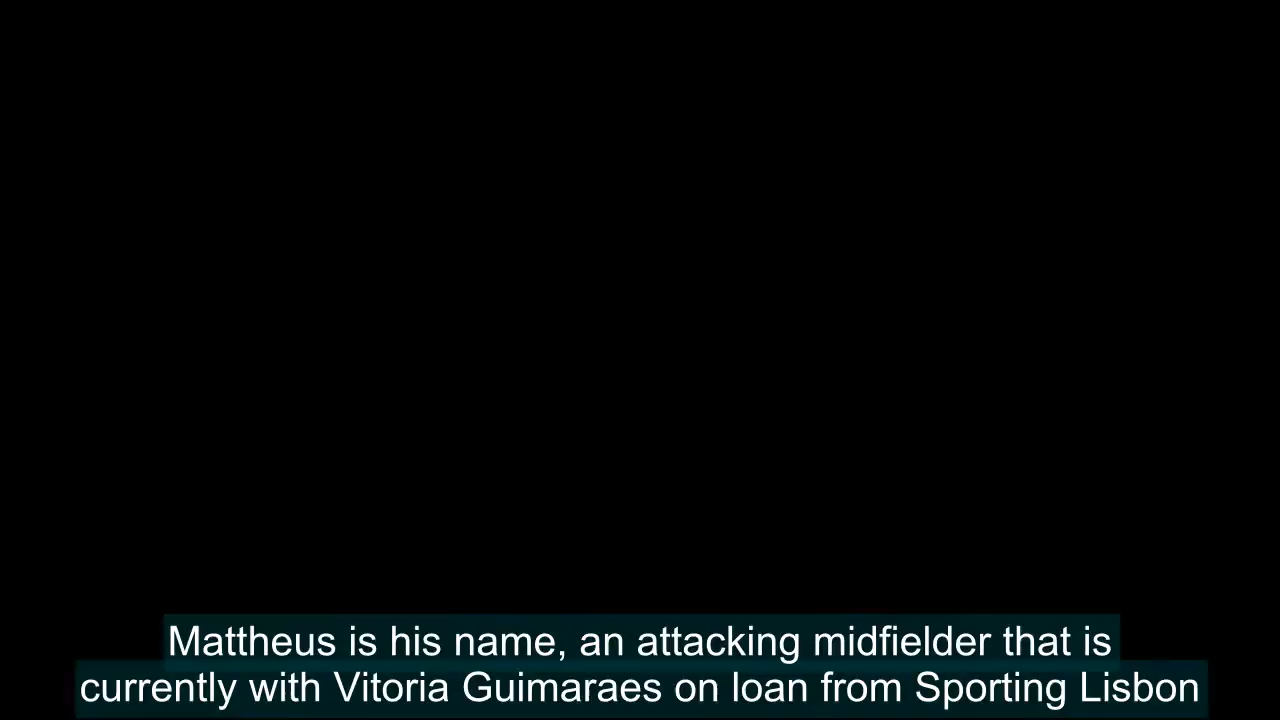 Mattheus is his name, an attacking midfielder that is
currently with Vitoria Guimaraes on loan from Sporting Lisbon